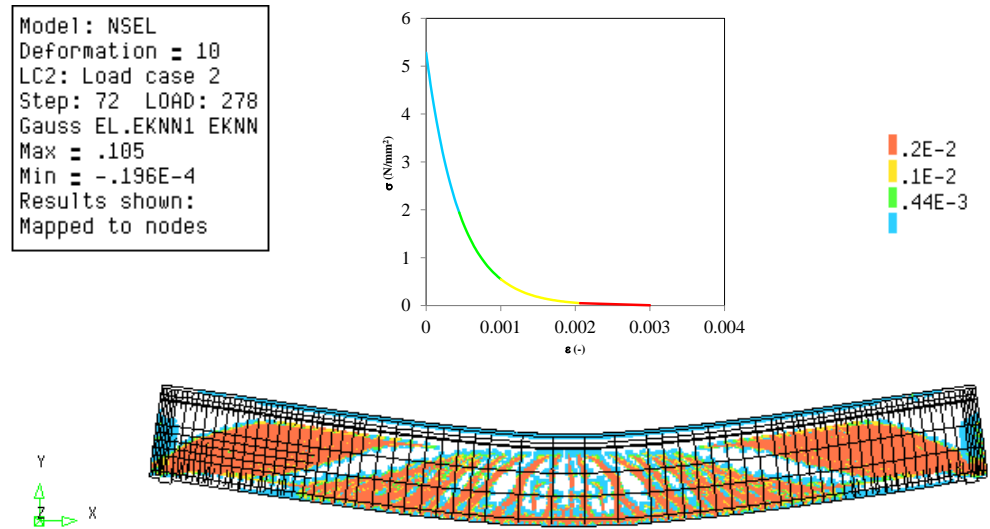 Model: NSEL
Deformation = 10
LC2: Load case 2
Step: 72 LOAD: 278
Gauss EL.EKNN1 EKNN
Max = .105
Min = -.196E-4
Results shown:
Mapped to nodes
6
5
4
3
2
1
0
σ (N/mm²)
0 0.001 0.002 0.003 0.004
ε (-)
.2E-2
.1E-2
.44E-3
Y
Z X